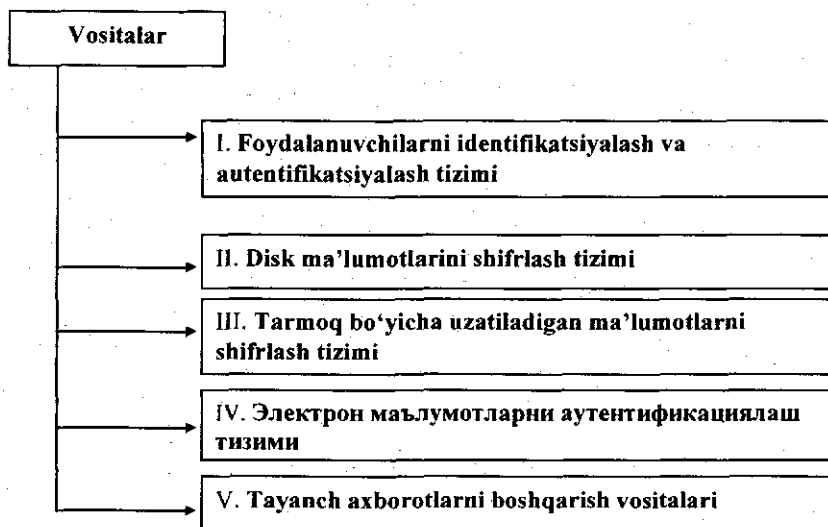 Vositalar
I. Foydalanuvchilarni identifikatsiyalash va
autentifikatsiyalash tizimi
II. Disk ma’lumotlarini shifrlash tizimi
III. Tarmoq bo‘yicha uzatiladigan ma’lumotlarni
shifrlash tizimi
IV. Электрон маълумотларни аутентификациялаш
тизими
V. Tayanch axborotlarni boshqarish vositalari